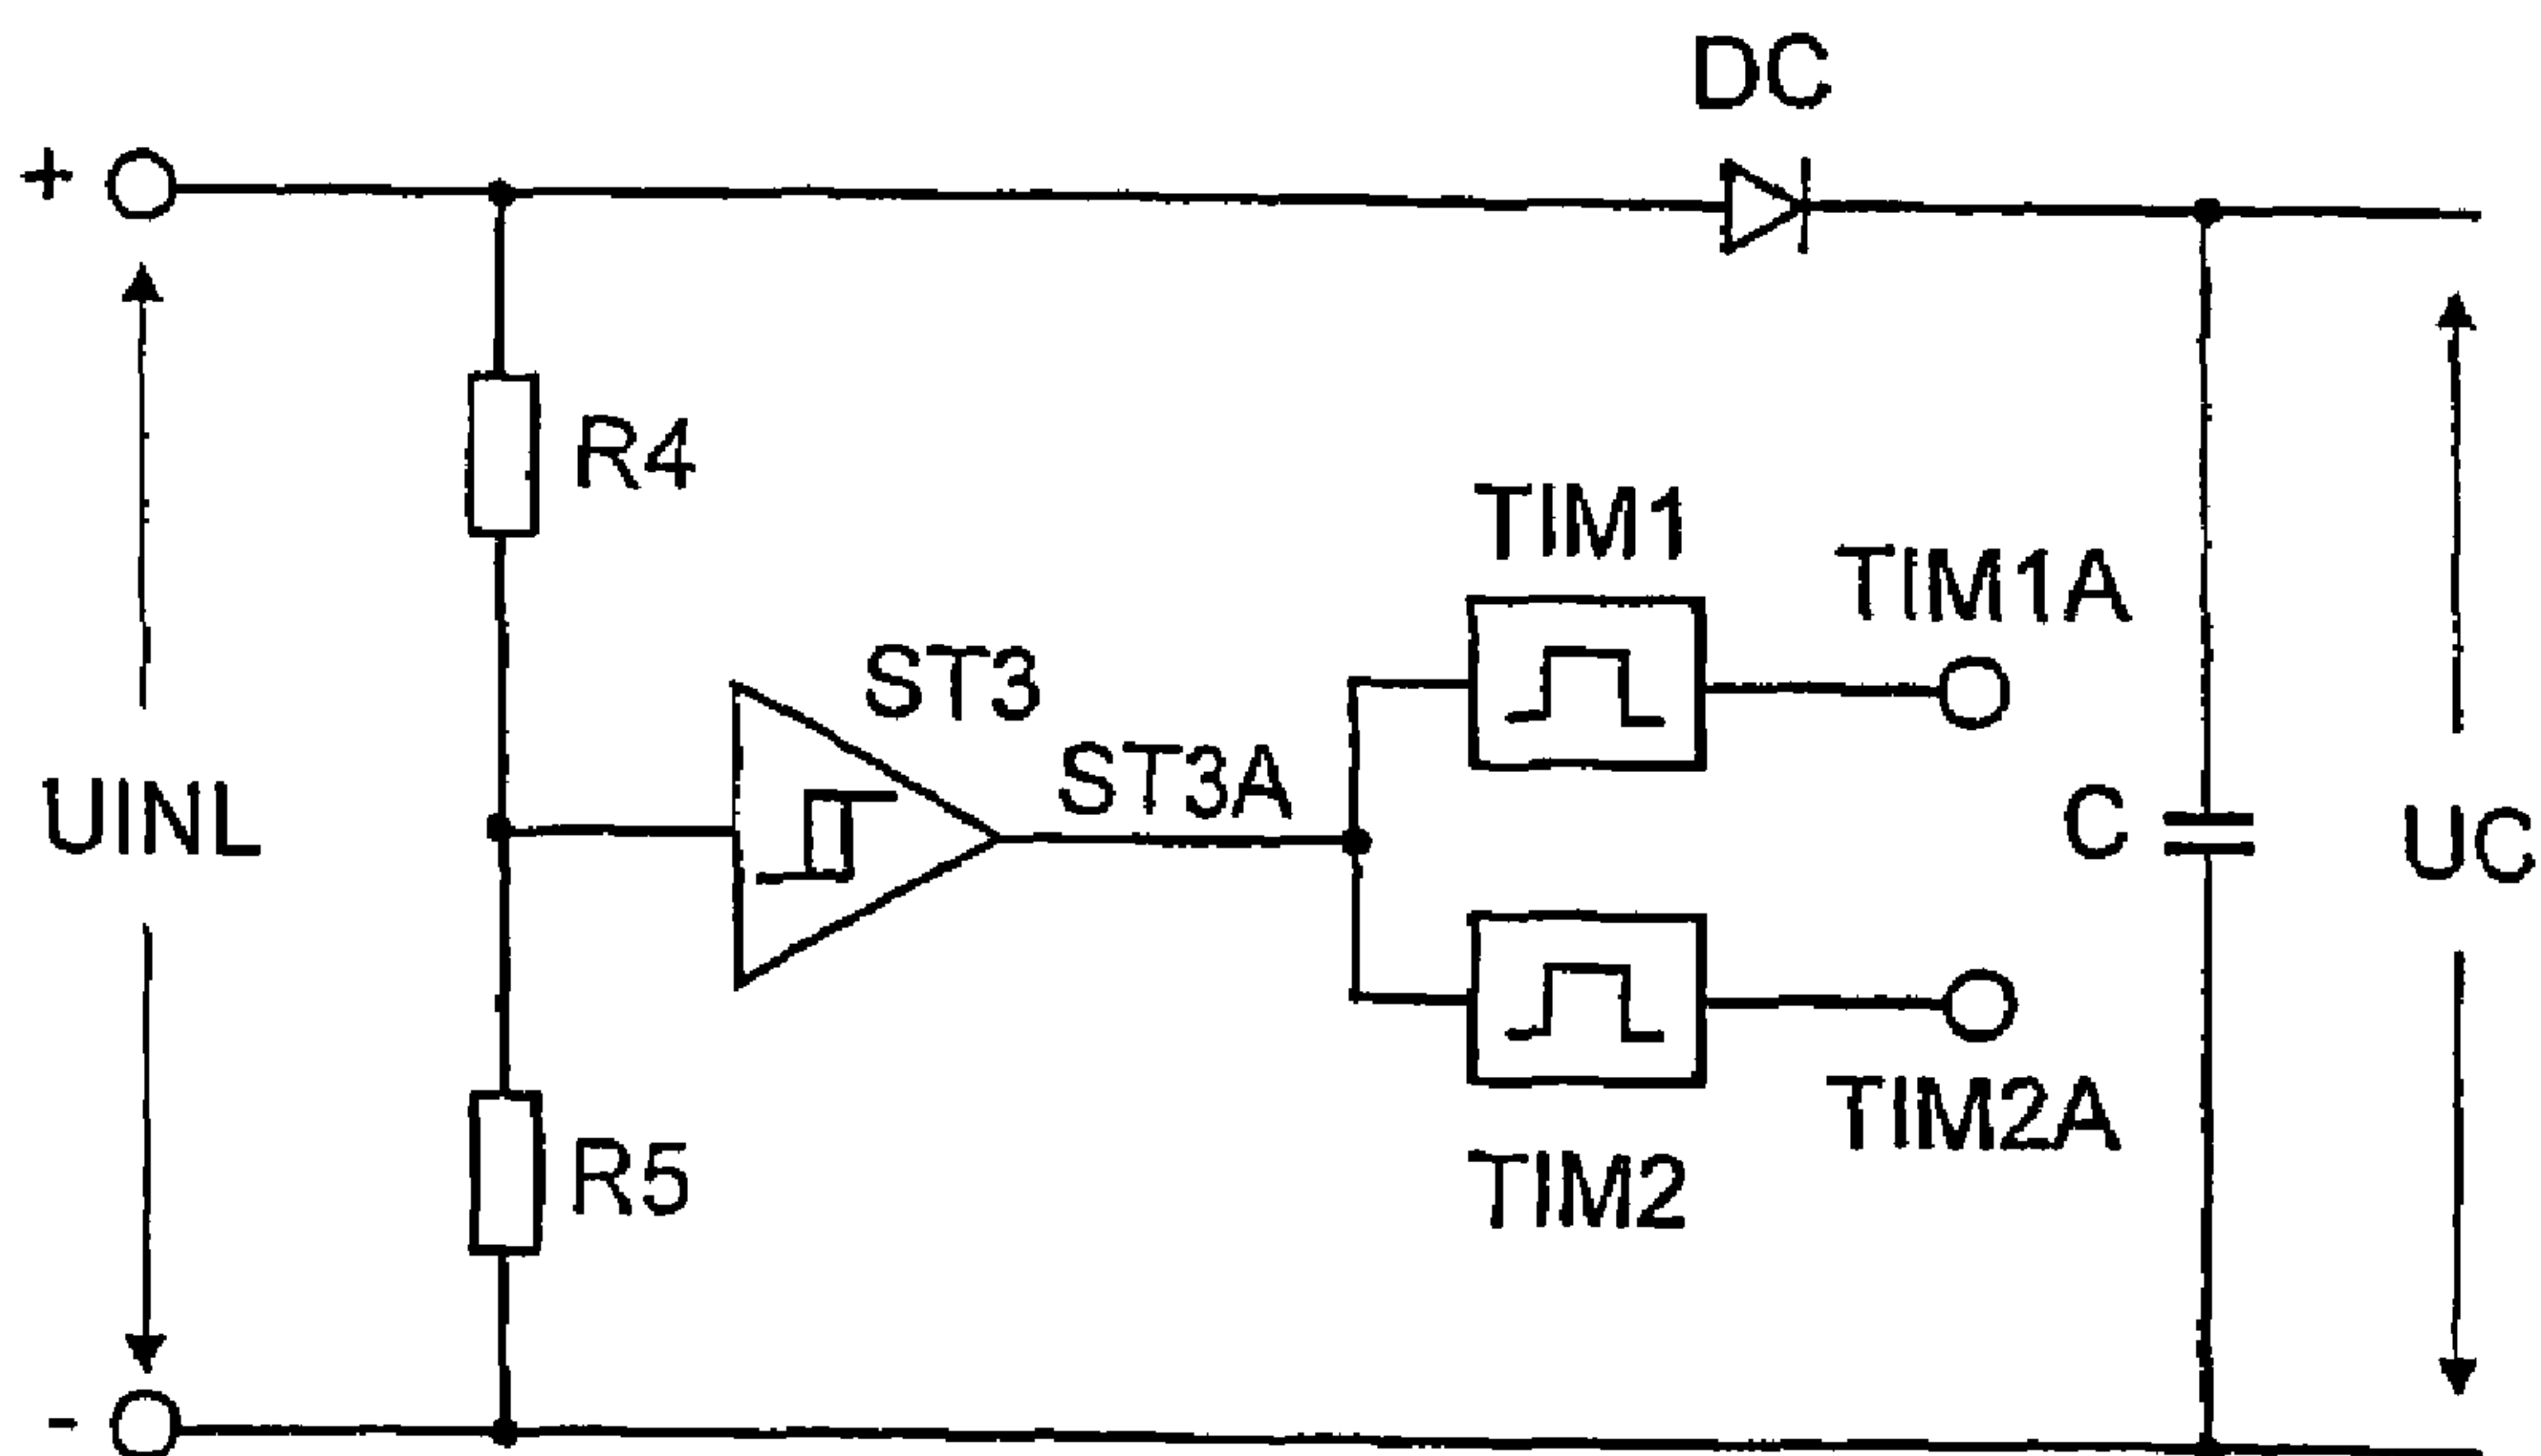 DC
+
R4
TIM1
TIM1A
ST3
ST3A
UINL
C
UC
TIM2A
R5
TIM2
-